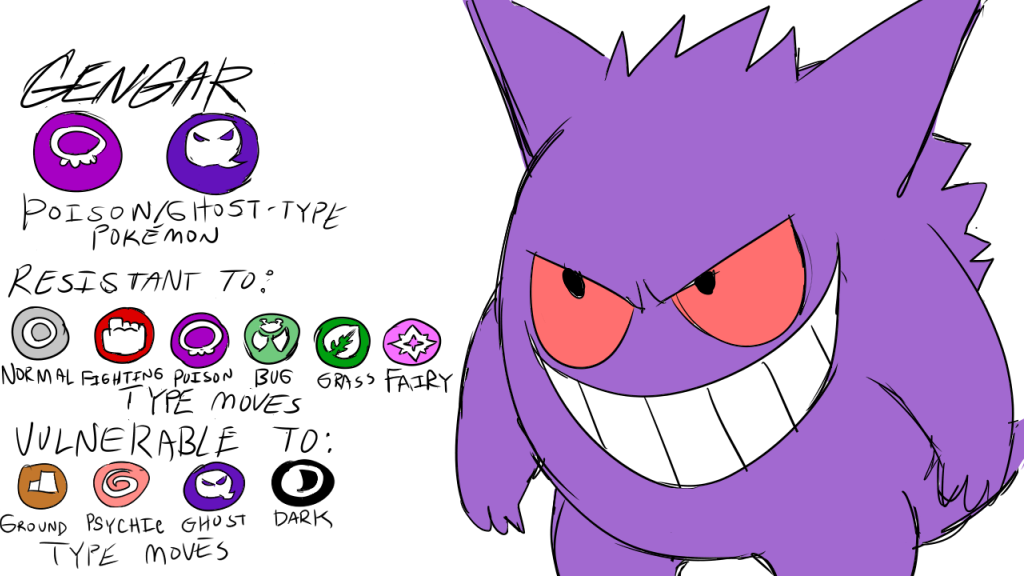 GENGAR
POISON/GHOST-TYPE
POKéMON
RESISTANT TO:
NORMAL FIGHTING POISON BUG GRASS FAIRY
TYPE MOVES
VULNERABLE TO:
GROUND PSYCHIC GHOST DARK
TYPE MOVES